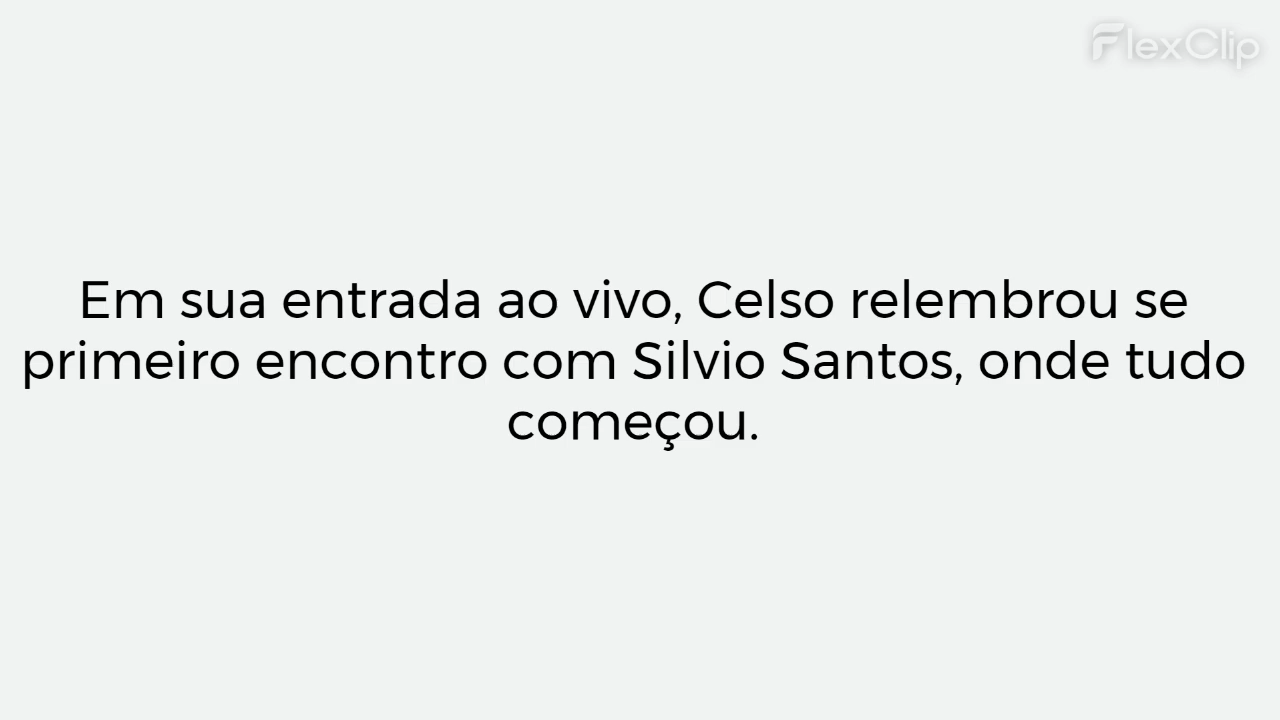 FlexClip
Em sua entrada ao vivo, Celso relembrou se
primeiro encontro com Silvio Santos, onde tudo
começou.